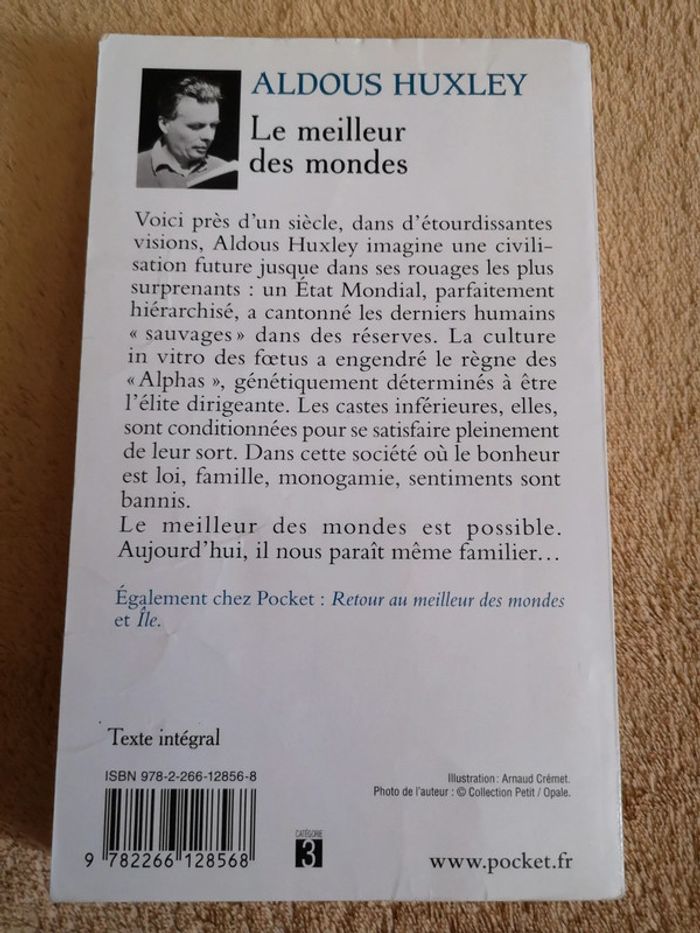 ALDOUS HUXLEY
Le meilleur
des mondes
Voici près d'un siècle, dans d'étourdissantes
visions, Aldous Huxley imagine une civili-
sation future jusque dans ses rouages les plus
surprenants : un État Mondial, parfaitement
hiérarchisé, a cantonné les derniers humains
« sauvages » dans des réserves. La culture
in vitro des fœtus a engendré le règne des
« Alphas », génétiquement déterminés à être
l'élite dirigeante. Les castes inférieures, elles,
sont conditionnées pour se satisfaire pleinement
de leur sort. Dans cette société où le bonheur
est loi, famille, monogamie, sentiments sont
bannis.
Le meilleur des mondes est possible.
Aujourd'hui, il nous paraît même familier…
Également chez Pocket : Retour au meilleur des mondes
et Île.
Texte intégral
ISBN 978-2-266-12856-8
Illustration : Arnaud Crémet.
Photo de l'auteur : © Collection Petit / Opale.
CATÉGORIE
3
9 782266 128568
www.pocket.fr